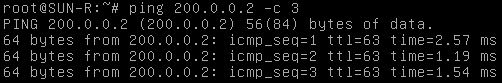 root@SUN-R:~# ping 200.0.0.2 -c 3
PING 200.0.0.2 (200.0.0.2) 56(84) bytes of data.
64 bytes from 200.0.0.2: icmp_seq=1 ttl=63 time=2.57 ms
64 bytes from 200.0.0.2: icmp_seq=2 ttl=63 time=1.19 ms
64 bytes from 200.0.0.2: icmp_seq=3 ttl=63 time=1.54 ms